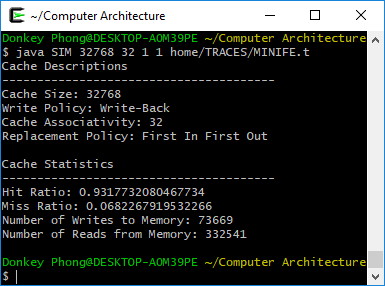 ~/Computer Architecture
Donkey Phong@DESKTOP-AOM39PE ~/Computer Architecture
$ java SIM 32768 32 1 1 home/TRACES/MINIFE.t
Cache Descriptions
---------------------------------------
Cache Size: 32768
Write Policy: Write-Back
Cache Associativity: 32
Replacement Policy: First In First Out
Cache Statistics
---------------------------------------
Hit Ratio: 0.9317732080467734
Miss Ratio: 0.0682267919532266
Number of Writes to Memory: 73669
Number of Reads from Memory: 332541
Donkey Phong@DESKTOP-AOM39PE ~/Computer Architecture
$